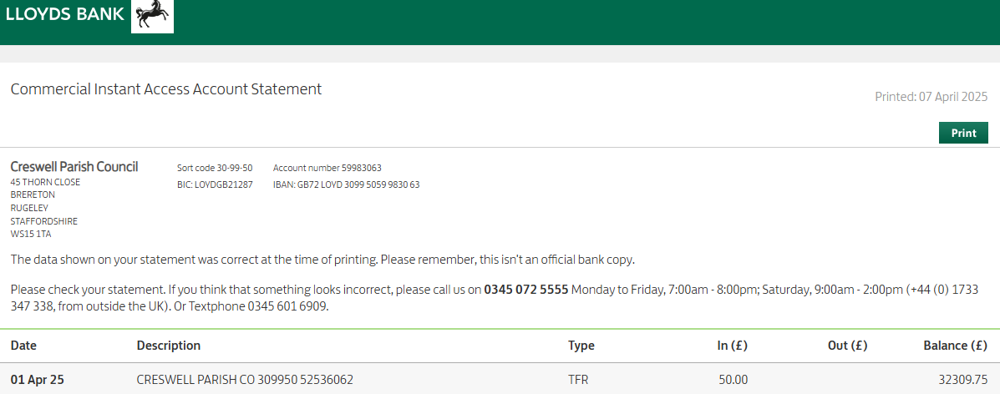 LLOYDS BANK
Commercial Instant Access Account Statement
Printed: 07 April 2025
Print
Creswell Parish Council
45 THORN CLOSE
BRERETON
RUGELEY
STAFFORDSHIRE
WS15 1TA
Sort code 30-99-50 Account number 59983063
BIC: LOYDGB21287 IBAN: GB72 LOYD 3099 5059 9830 63
The data shown on your statement was correct at the time of printing. Please remember, this isn't an official bank copy.
Please check your statement. If you think that something looks incorrect, please call us on 0345 072 5555 Monday to Friday, 7:00am - 8:00pm; Saturday, 9:00am - 2:00pm (+44 (0) 1733
347 338, from outside the UK). Or Textphone 0345 601 6909.
Date Description Type In (£) Out (£) Balance (£)
01 Apr 25 CRESWELL PARISH CO 309950 52536062 TFR 50.00 32309.75